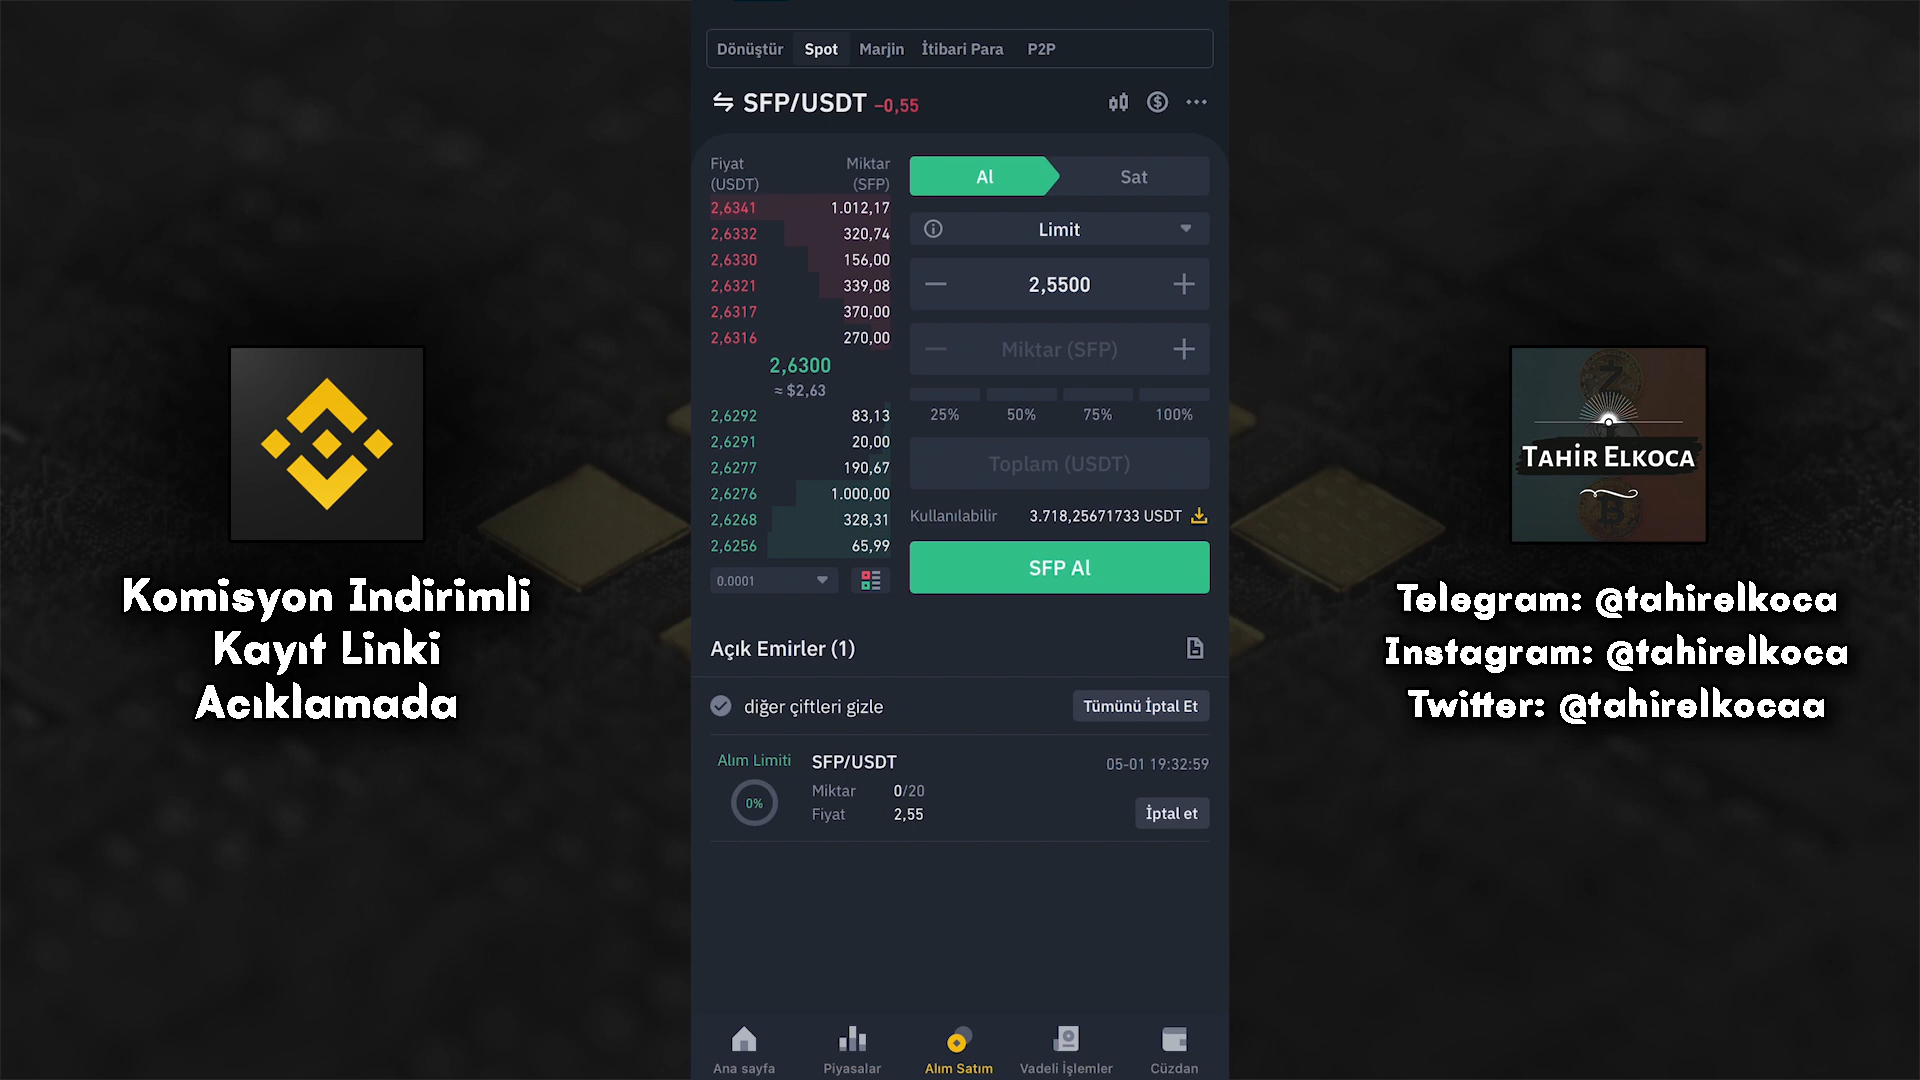 Dönüştür Spot Marjin İtibari Para P2P
SFP/USDT -0,55
Fiyat (USDT) Miktar (SFP)
2,6341 1.012,17
2,6332 320,74
2,6330 156,00
2,6321 339,08
2,6317 370,00
2,6316 270,00
2,6300
≈ $2,63
2,6292 83,13
2,6291 20,00
2,6277 190,67
2,6276 1.000,00
2,6268 328,31
2,6256 65,99
0.0001
Al Sat
Limit
2,5500
Miktar (SFP)
25% 50% 75% 100%
Toplam (USDT)
Kullanılabilir 3.718,25671733 USDT
SFP Al
Açık Emirler (1)
diğer çiftleri gizle Tümünü İptal Et
Alım Limiti SFP/USDT 05-01 19:32:59
0% Miktar 0/20
Fiyat 2,55 İptal et
Ana sayfa Piyasalar Alım Satım Vadeli İşlemler Cüzdan
Komisyon Indirimli
Kayıt Linki
Acıklamada
TAHİR ELKOCA
Telegram: @tahirelkoca
Instagram: @tahirelkoca
Twitter: @tahirelkocaa